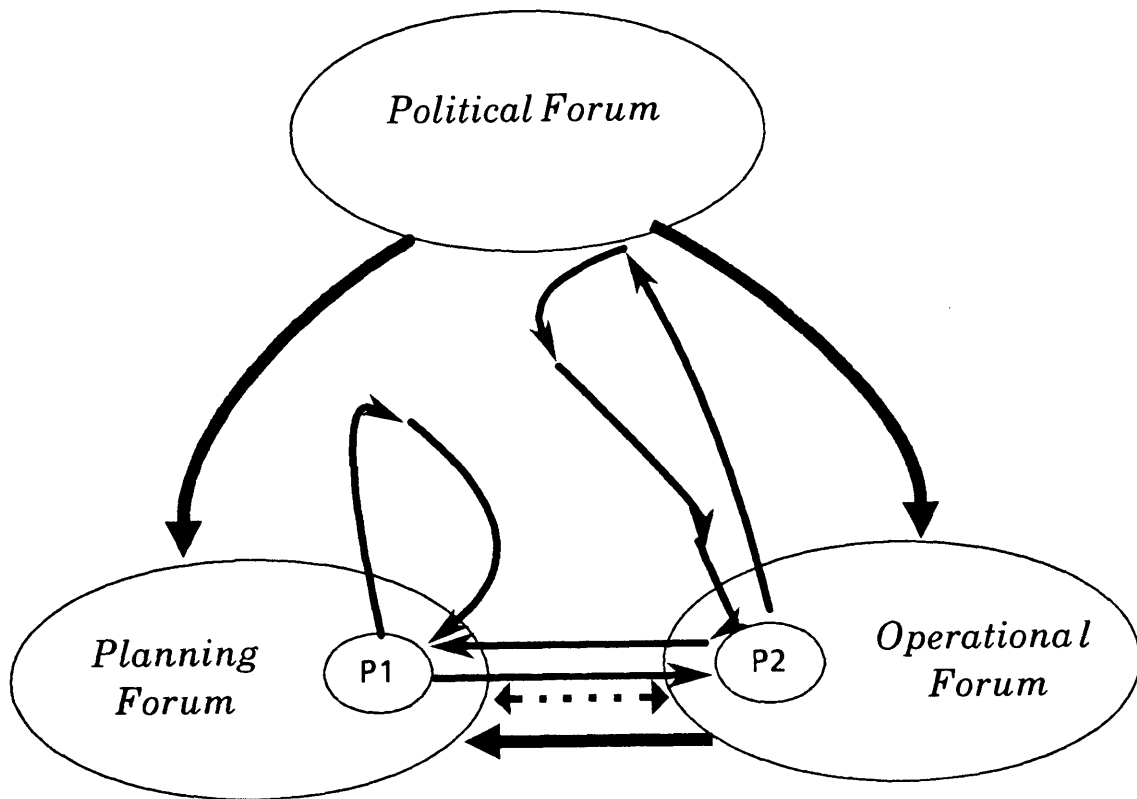 Political Forum
Planning
Forum
P1
P2
Operational
Forum